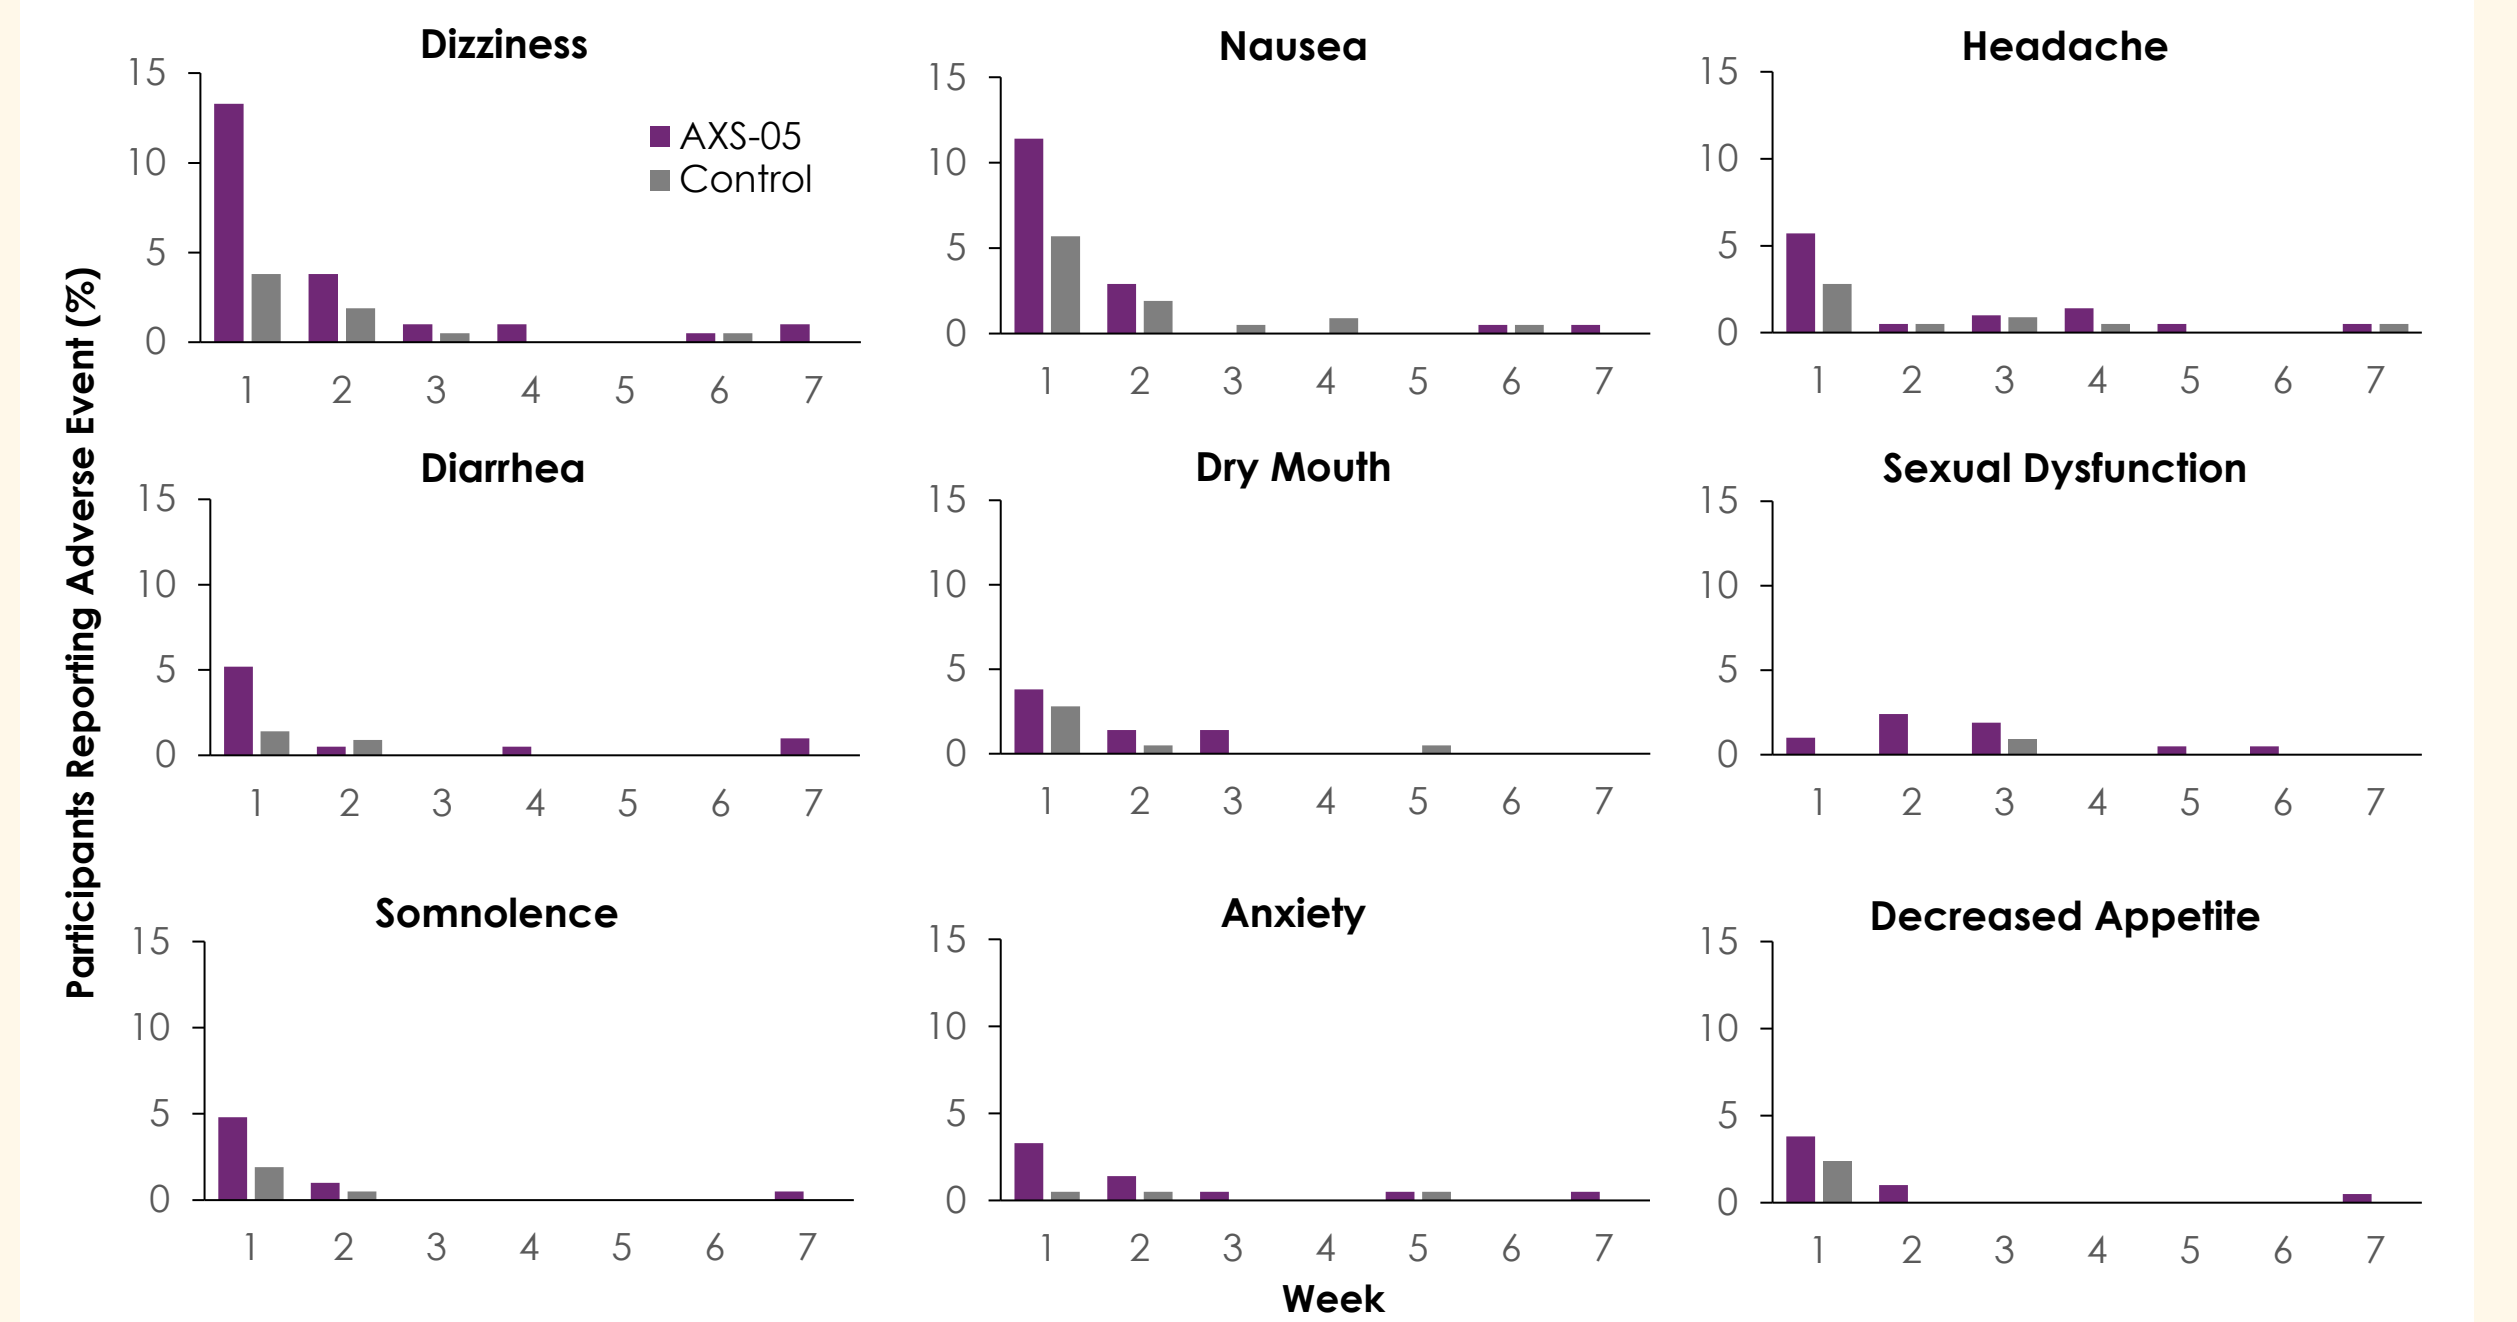 Participants Reporting Adverse Event (%)
Dizziness
15
10
5
0
AXS-05
Control
1 2 3 4 5 6 7
Nausea
15
10
5
0
1 2 3 4 5 6 7
Headache
15
10
5
0
1 2 3 4 5 6 7
Diarrhea
15
10
5
0
1 2 3 4 5 6 7
Dry Mouth
15
10
5
0
1 2 3 4 5 6 7
Sexual Dysfunction
15
10
5
0
1 2 3 4 5 6 7
Somnolence
15
10
5
0
1 2 3 4 5 6 7
Anxiety
15
10
5
0
1 2 3 4 5 6 7
Decreased Appetite
15
10
5
0
1 2 3 4 5 6 7
Week